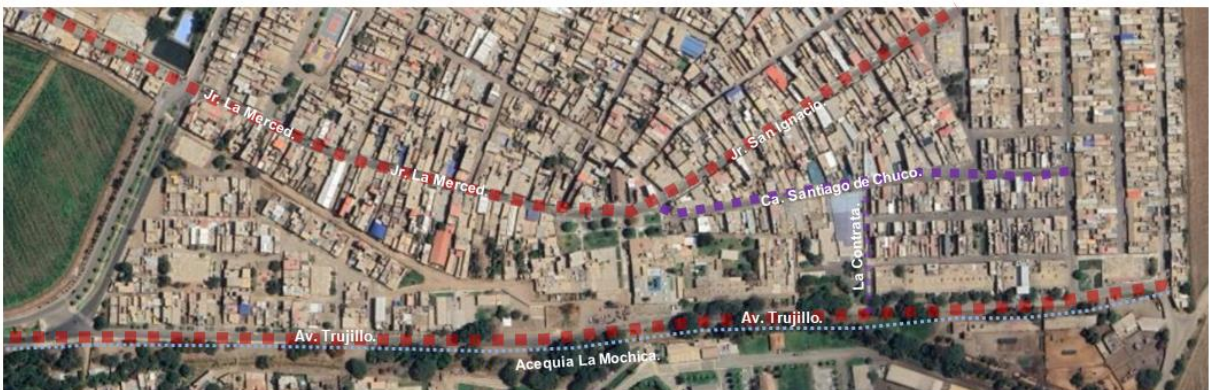 Jr. La Merced.
Jr. La Merced
Jr. San Ignacio.
Ca. Santiago de Chuco.
La Contrata.
Av. Trujillo.
Av. Trujillo.
Acequia La Mochica.